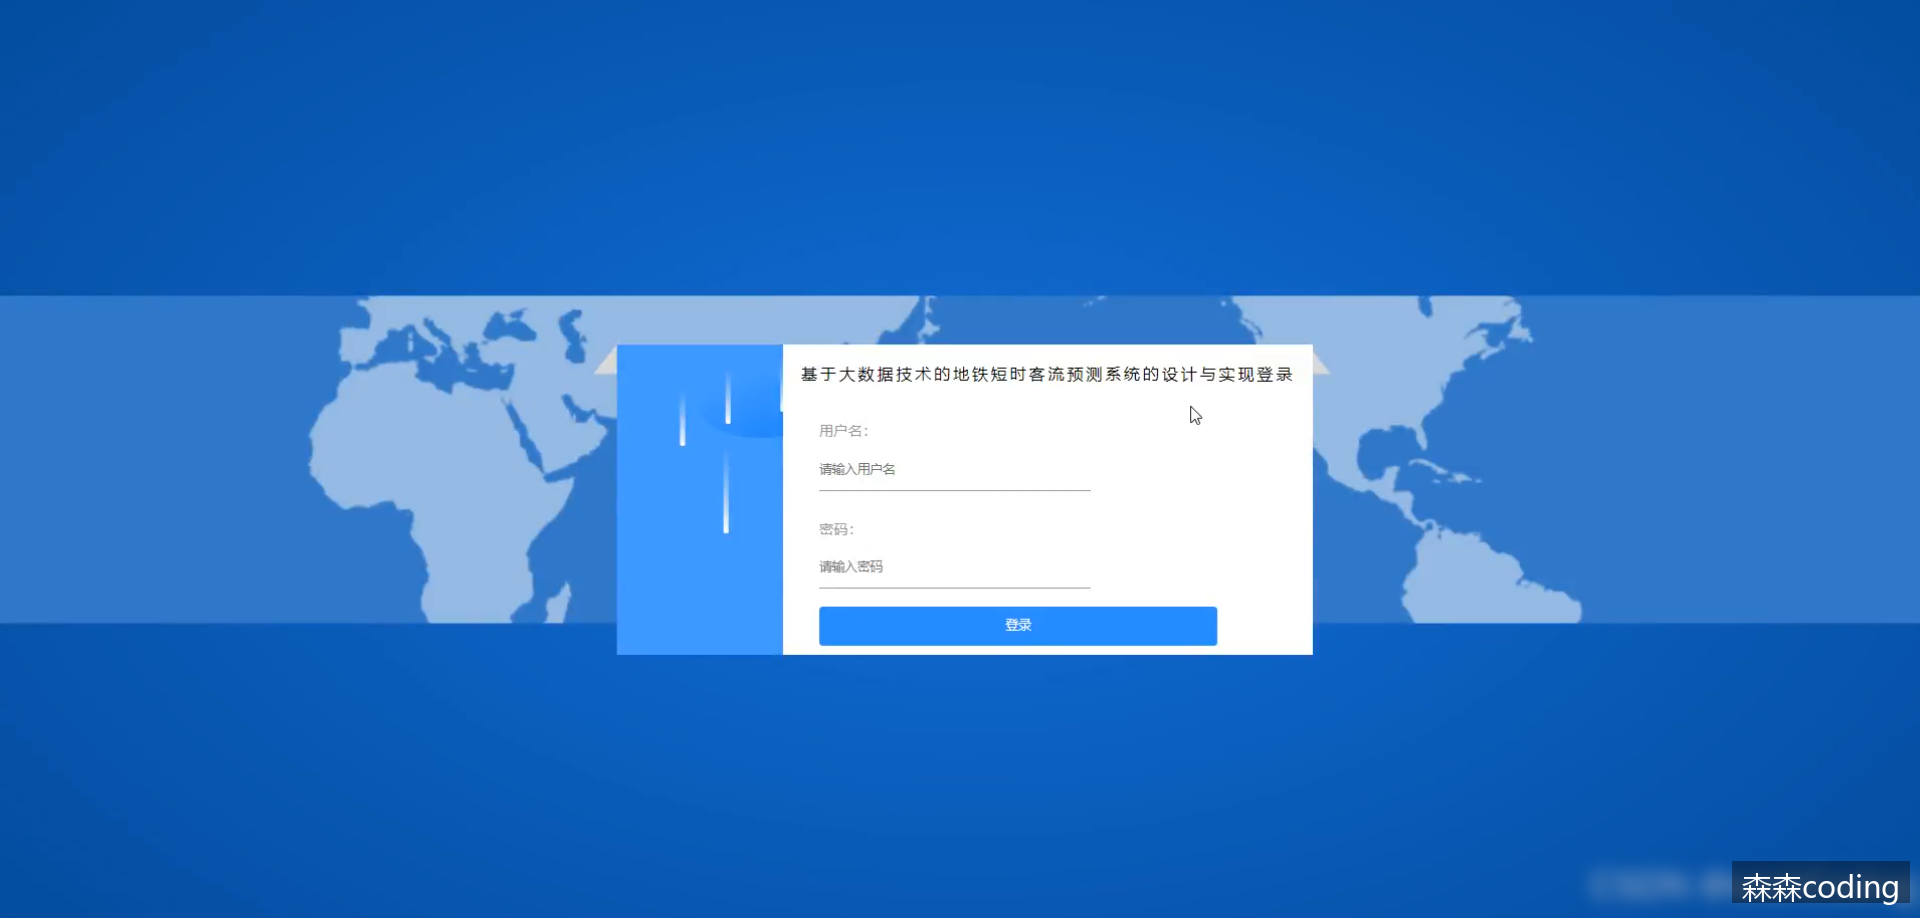 基于大数据技术的地铁短时客流预测系统的设计与实现登录
用户名：
请输入用户名
密码：
请输入密码
登录
森森coding